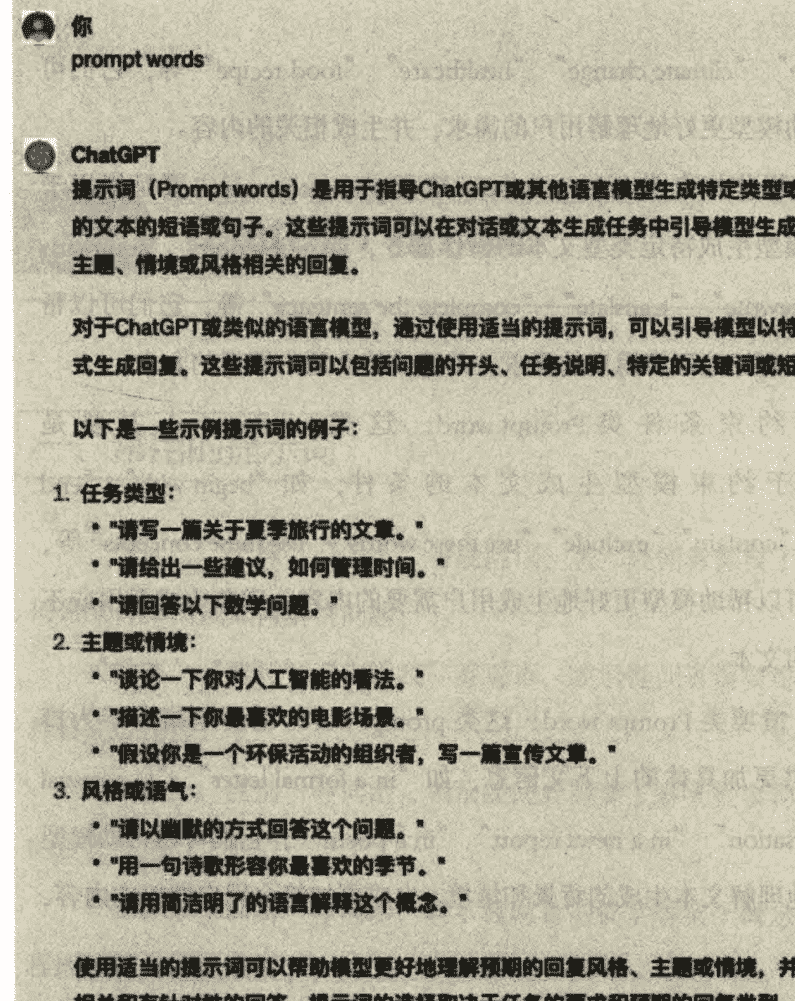 你
prompt words
ChatGPT
提示词（Prompt words）是用于指导ChatGPT或其他语言模型生成特定类型或
的文本的短语或句子。这些提示词可以在对话或文本生成任务中引导模型生成
主题、情境或风格相关的回复。
对于ChatGPT或类似的语言模型，通过使用适当的提示词，可以引导模型以特
式生成回复。这些提示词可以包括问题的开头、任务说明、特定的关键词或短
以下是一些示例提示词的例子：
1. 任务类型：
• "请写一篇关于夏季旅行的文章。"
• "请给出一些建议，如何管理时间。"
• "请回答以下数学问题。"
2. 主题或情境：
• "谈论一下你对人工智能的看法。"
• "描述一下你最喜欢的电影场景。"
• "假设你是一个环保活动的组织者，写一篇宣传文章。"
3. 风格或语气：
• "请以幽默的方式回答这个问题。"
• "用一句诗歌形容你最喜欢的季节。"
• "请用简洁明了的语言解释这个概念。"
使用适当的提示词可以帮助模型更好地理解预期的回复风格、主题或情境，并